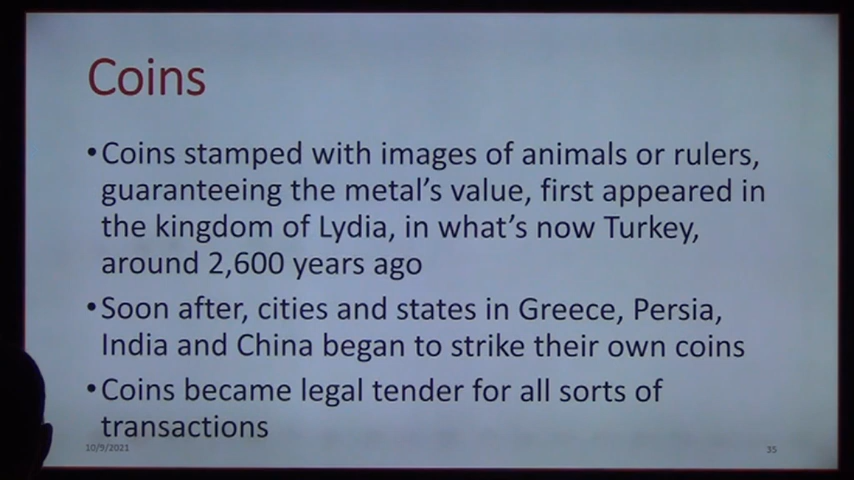 Coins
•Coins stamped with images of animals or rulers,
guaranteeing the metal's value, first appeared in
the kingdom of Lydia, in what's now Turkey,
around 2,600 years ago
•Soon after, cities and states in Greece, Persia,
India and China began to strike their own coins
•Coins became legal tender for all sorts of
transactions
10/9/2021
35